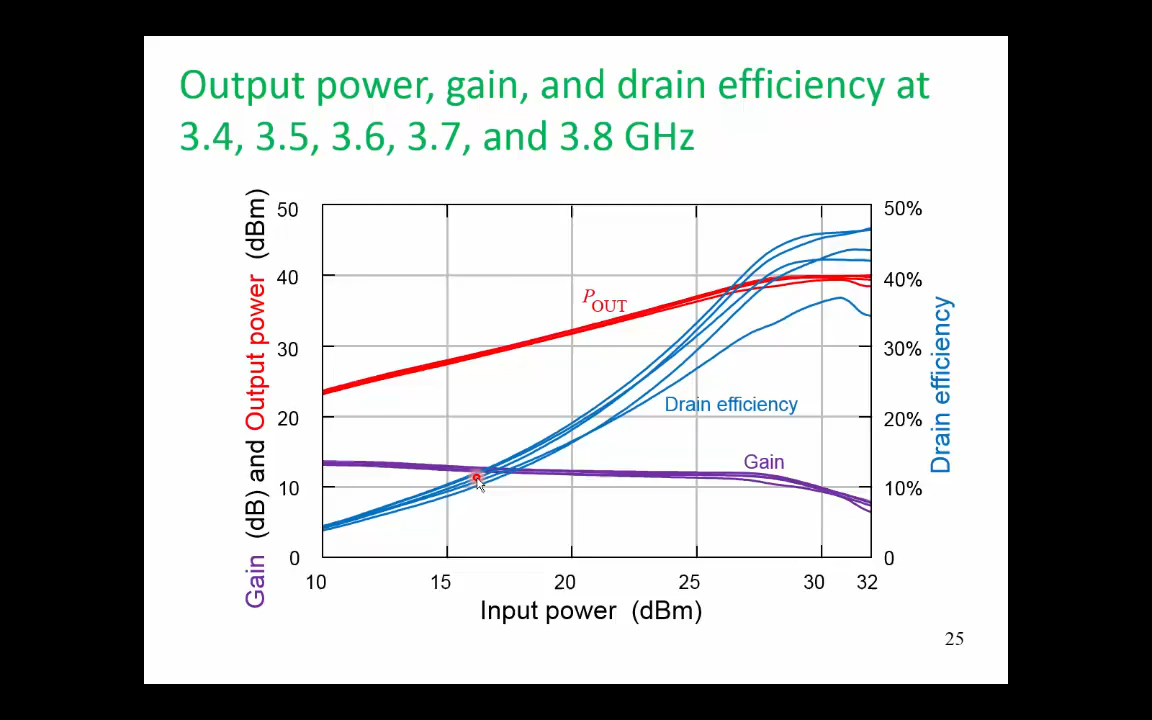 Output power, gain, and drain efficiency at
3.4, 3.5, 3.6, 3.7, and 3.8 GHz
Gain (dB) and Output power (dBm)
50
40
30
20
10
0
50%
40%
30%
20%
10%
0
Drain efficiency
POUT
Drain efficiency
Gain
10
15
20
25
30
32
Input power (dBm)
25